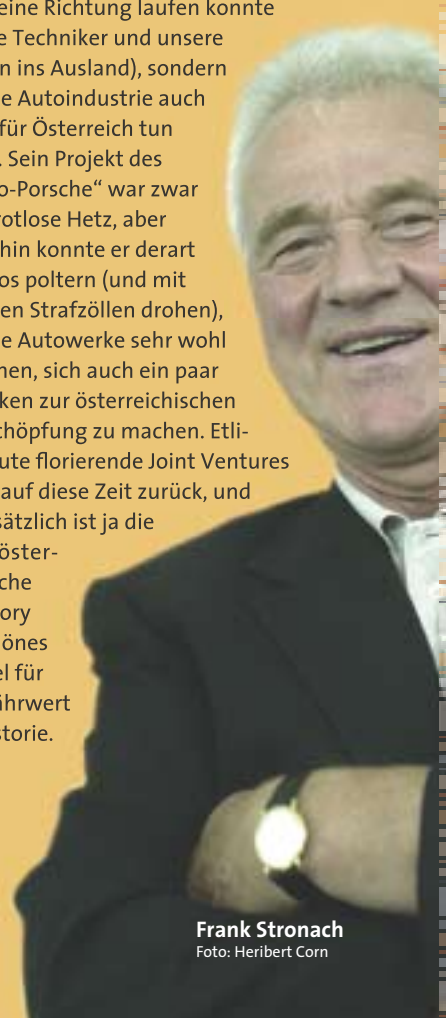 eine Richtung laufen konnte
e Techniker und unsere
n ins Ausland), sondern
e Autoindustrie auch
für Österreich tun
. Sein Projekt des
o-Porsche“ war zwar
rotlose Hetz, aber
hin konnte er derart
os poltern (und mit
en Strafzöllen drohen),
e Autowerke sehr wohl
nen, sich auch ein paar
ken zur österreichischen
chöpfung zu machen. Etli-
ute florierende Joint Ventures
auf diese Zeit zurück, und
sätzlich ist ja die
öster-
che
ory
önes
el für
ährwert
storie.
Frank Stronach
Foto: Heribert Corn